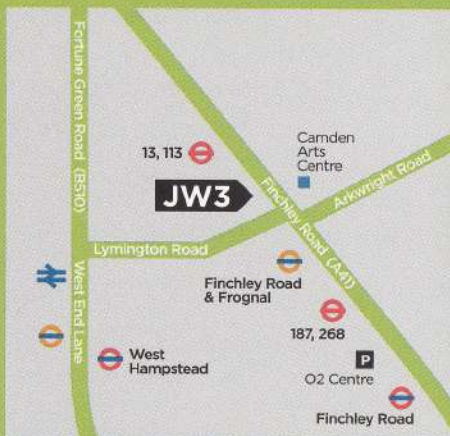 Fortune Green Road (B510)
13, 113
Camden
Arts
Centre
JW3
Arkwright Road
Finchley Road (A41)
Lymington Road
West End Lane
Finchley Road
& Frognal
187, 268
West
Hampstead
P
O2 Centre
Finchley Road